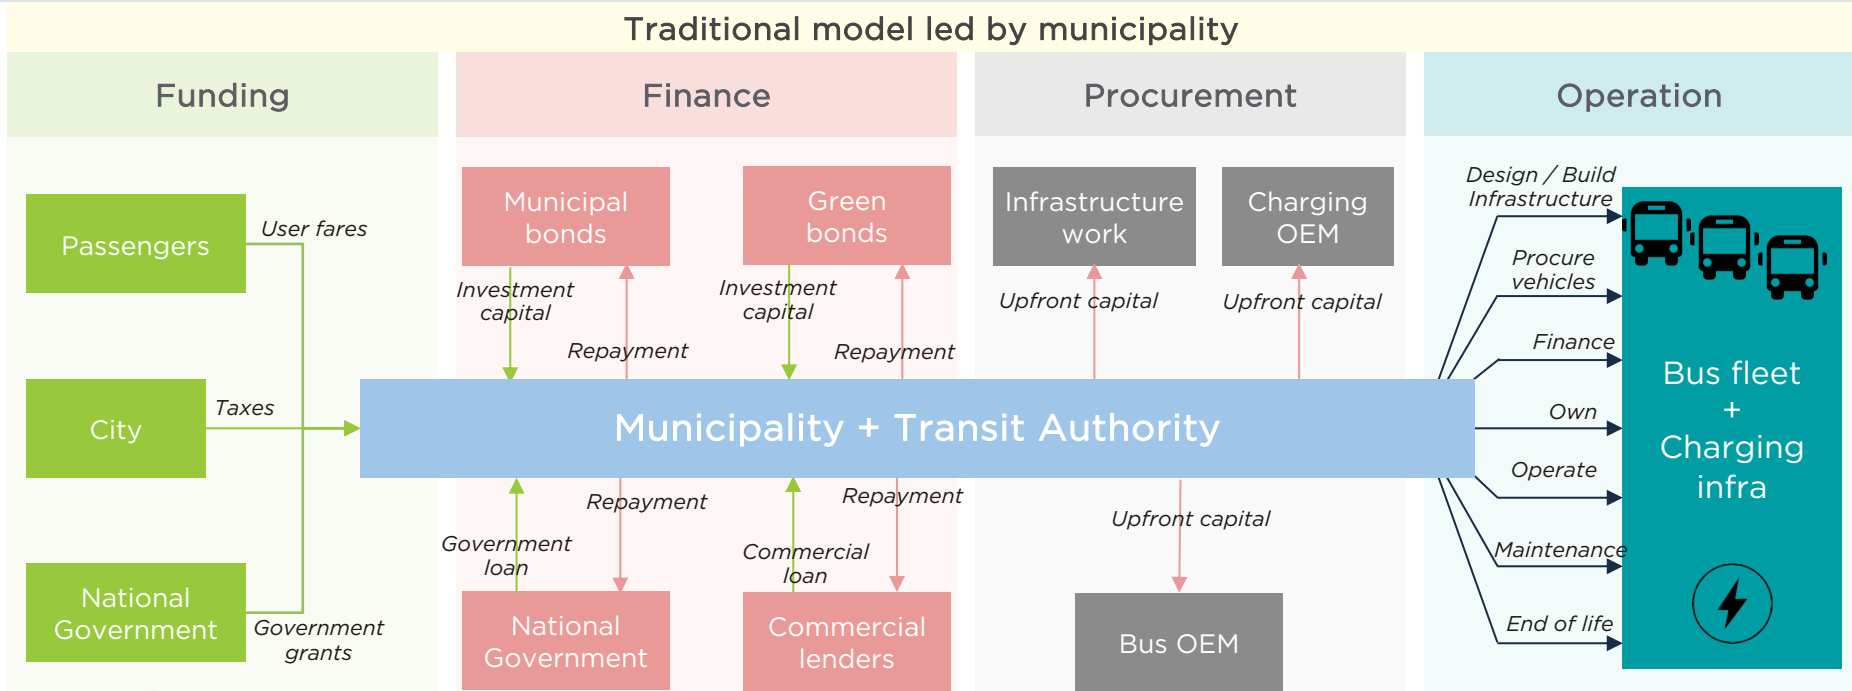 Traditional model led by municipality
Funding
Finance
Procurement
Operation
Passengers
User fares
City
Taxes
National
Government
Government
grants
Municipal
bonds
Green
bonds
Investment
capital
Repayment
Investment
capital
Repayment
Infrastructure
work
Charging
OEM
Upfront capital
Upfront capital
Municipality + Transit Authority
Government
loan
Repayment
Commercial
loan
Repayment
National
Government
Commercial
lenders
Upfront capital
Bus OEM
Design / Build
Infrastructure
Procure
vehicles
Finance
Own
Operate
Maintenance
End of life
Bus fleet
+
Charging
infra